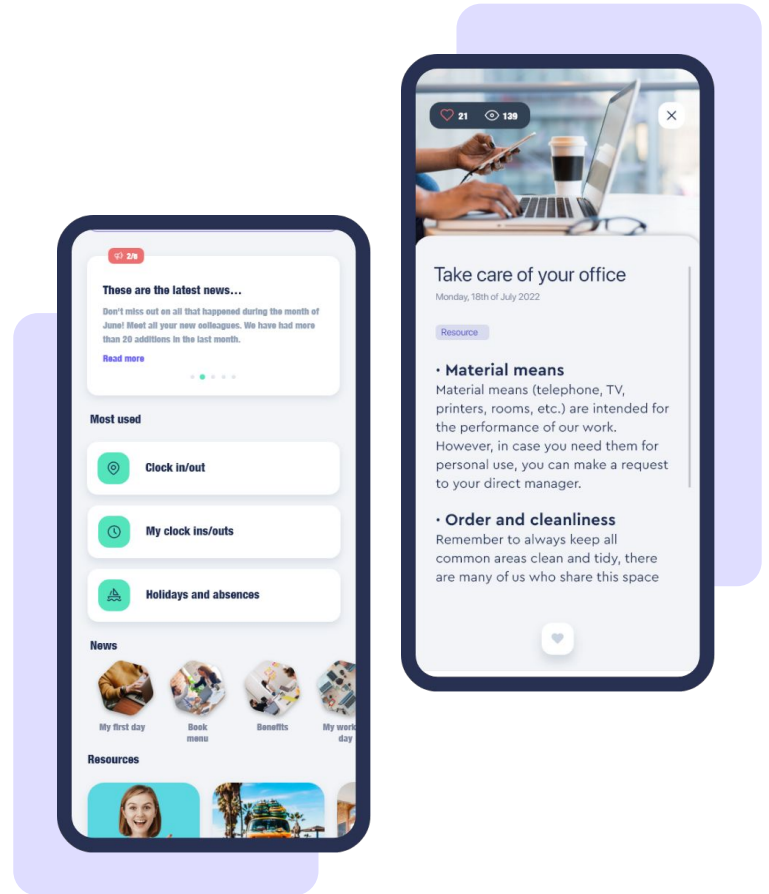 2/5
These are the latest news...
Don't miss out on all that happened during the month of
June! Meet all your new colleagues. We have had more
than 20 additions in the last month.
Read more
Most used
Clock in/out
My clock ins/outs
Holidays and absences
News
My first day
Book
menu
Benefits
My work
day
Resources
21
139
Take care of your office
Monday, 18th of July 2022
Resource
· Material means
Material means (telephone, TV,
printers, rooms, etc.) are intended for
the performance of our work.
However, in case you need them for
personal use, you can make a request
to your direct manager.
· Order and cleanliness
Remember to always keep all
common areas clean and tidy, there
are many of us who share this space